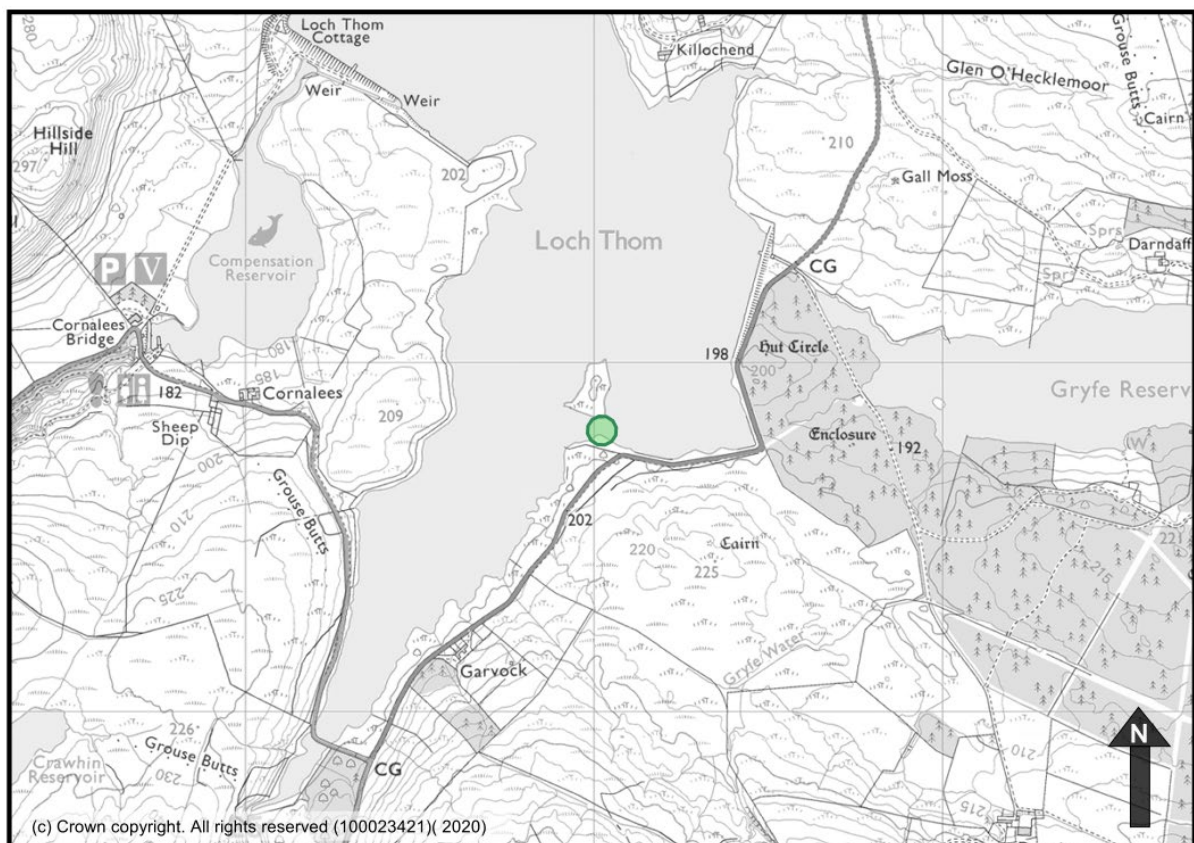 280
Loch Thom
Cottage
Weir
Weir
Hillside
Hill
297
202
W
Killochend
Glen O'Hecklemoor
Grouse Butts
Cairn
210
Gall Moss
Sprs
Darndaff
Spr
W
P V
Compensation
Reservoir
Loch Thom
CG
Cornalees
Bridge
180
185
182
Cornalees
Sheep
Dip
209
198
Hut Circle
200
Enclosure
192
Gryfe Reserv
W
200
210
Grouse Butts
225
202
220
Cairn
225
221
215
Garvock
Gryfe Water
226
Grouse Butts
230
Crawhin
Reservoir
CG
210
215
N
(c) Crown copyright. All rights reserved (100023421)( 2020)